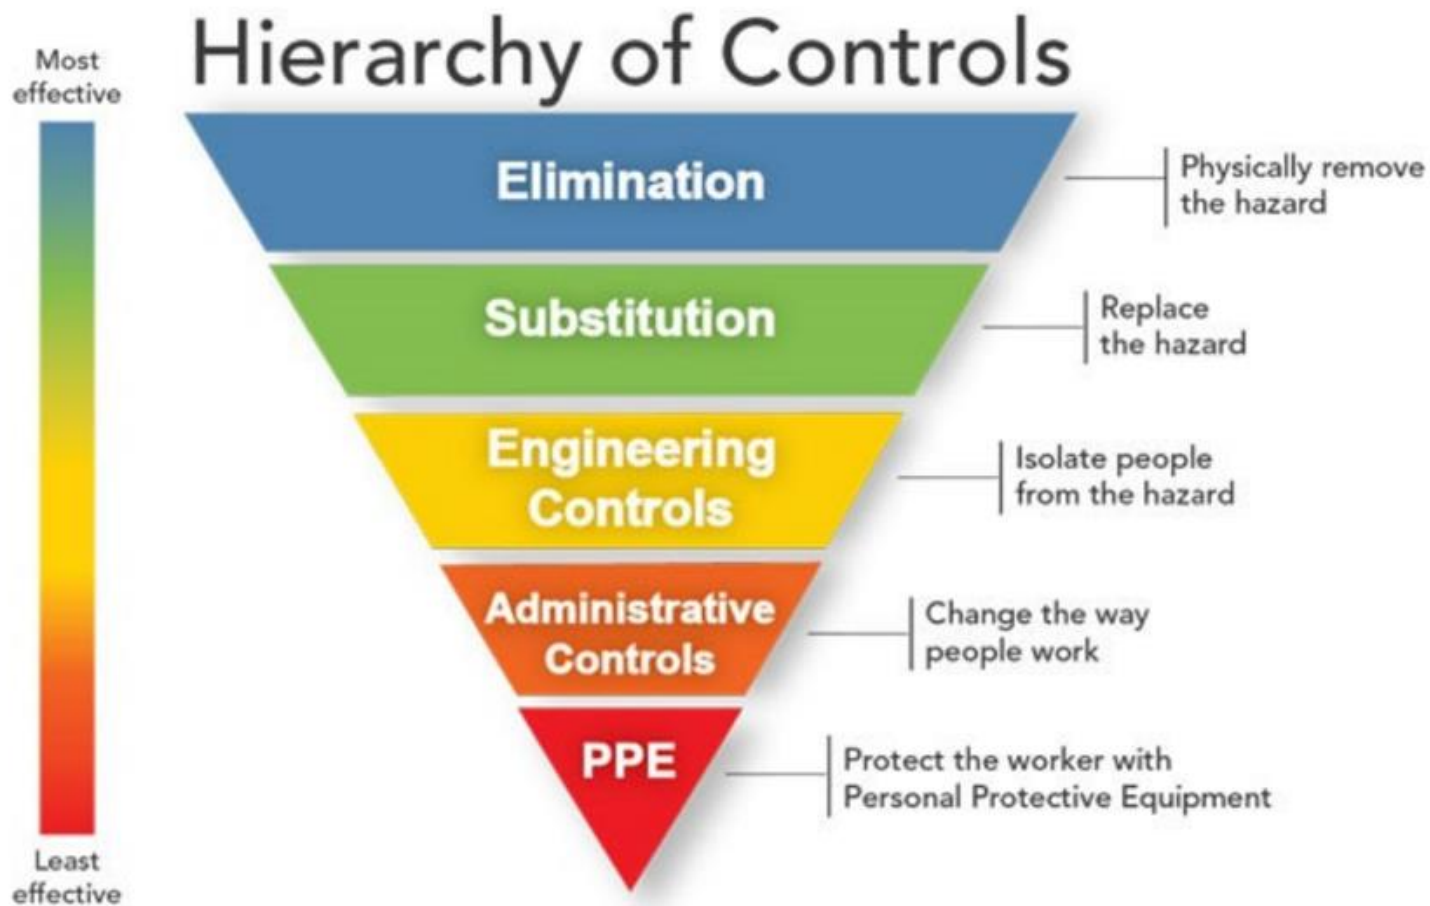 Hierarchy of Controls
Most
effective
Elimination
Physically remove
the hazard
Substitution
Replace
the hazard
Engineering
Controls
Isolate people
from the hazard
Administrative
Controls
Change the way
people work
PPE
Protect the worker with
Personal Protective Equipment
Least
effective